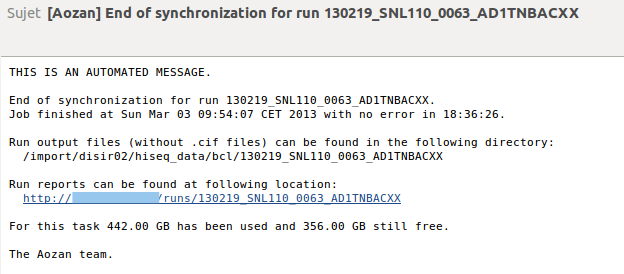 Sujet [Aozan] End of synchronization for run 130219_SNL110_0063_AD1TNBACXX
THIS IS AN AUTOMATED MESSAGE.
End of synchronization for run 130219_SNL110_0063_AD1TNBACXX.
Job finished at Sun Mar 03 09:54:07 CET 2013 with no error in 18:36:26.
Run output files (without .cif files) can be found in the following directory:
/import/disir02/hiseq_data/bcl/130219_SNL110_0063_AD1TNBACXX
Run reports can be found at following location:
http:// /runs/130219_SNL110_0063_AD1TNBACXX
For this task 442.00 GB has been used and 356.00 GB still free.
The Aozan team.